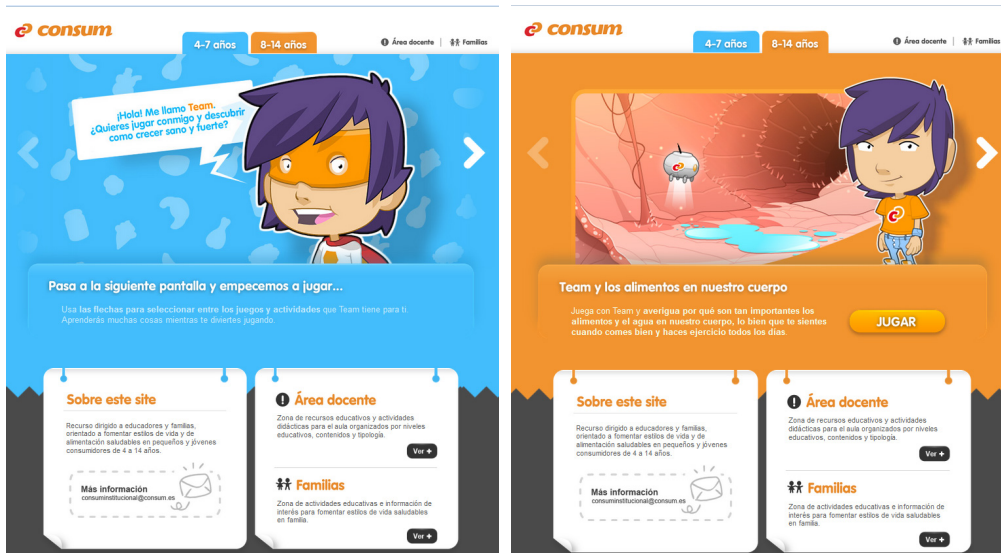 consum
4-7 años
8-14 años
Área docente
Familias
¡Hola! Me llamo Team.
¿Quieres jugar conmigo y descubrir
como crecer sano y fuerte?
Pasa a la siguiente pantalla y empecemos a jugar...
Usa las flechas para seleccionar entre los juegos y actividades que Team tiene para ti.
Aprenderás muchas cosas mientras te diviertes jugando.
Sobre este site
Recurso dirigido a educadores y familias,
orientado a fomentar estilos de vida y de
alimentación saludables en pequeños y jóvenes
consumidores de 4 a 14 años.
Más información
consuminstitucional@consum.es
Área docente
Zona de recursos educativos y actividades
didácticas para el aula organizados por niveles
educativos, contenidos y tipología.
Ver +
Familias
Zona de actividades educativas e información de
interés para fomentar estilos de vida saludables
en familia.
Ver +
consum
4-7 años
8-14 años
Área docente
Familias
Team y los alimentos en nuestro cuerpo
Juega con Team y averigua por qué son tan importantes los
alimentos y el agua en nuestro cuerpo, lo bien que te sientes
cuando comes bien y haces ejercicio todos los días.
JUGAR
Sobre este site
Recurso dirigido a educadores y familias,
orientado a fomentar estilos de vida y de
alimentación saludables en pequeños y jóvenes
consumidores de 4 a 14 años.
Más información
consuminstitucional@consum.es
Área docente
Zona de recursos educativos y actividades
didácticas para el aula organizados por niveles
educativos, contenidos y tipología.
Ver +
Familias
Zona de actividades educativas e información de
interés para fomentar estilos de vida saludables
en familia.
Ver +